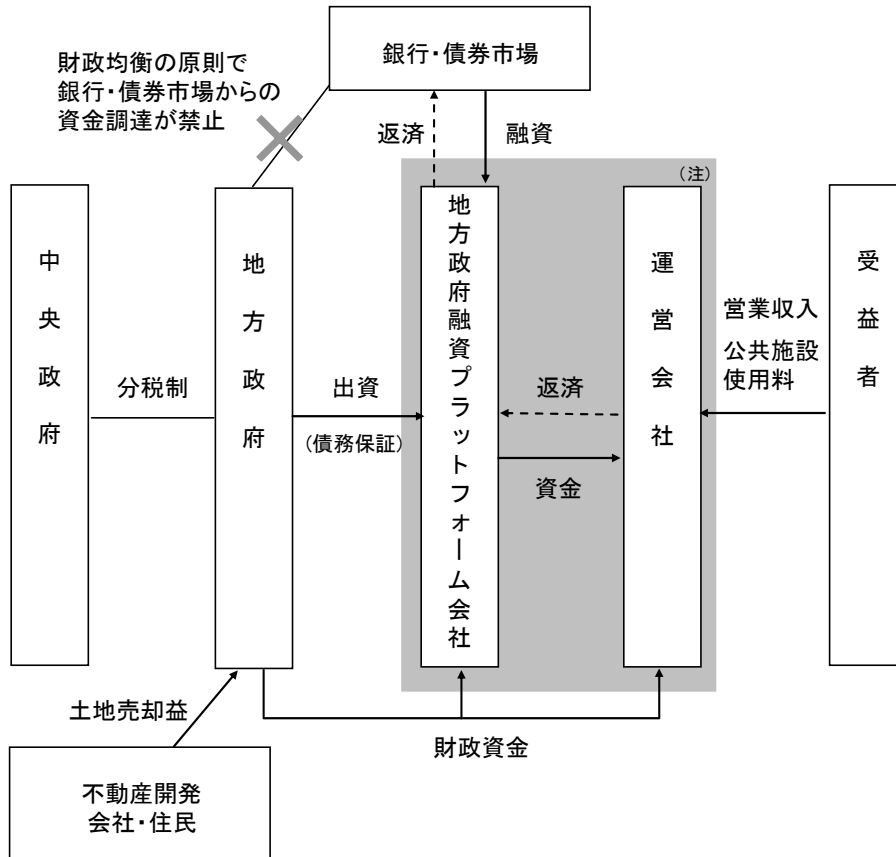 銀行・債券市場
財政均衡の原則で
銀行・債券市場からの
資金調達が禁止
返済
融資
(注)
中央政府
分税制
地方政府
出資
(債務保証)
地方政府融資プラットフォーム会社
返済
資金
運営会社
営業収入
公共施設
使用料
受益者
土地売却益
財政資金
不動産開発
会社・住民